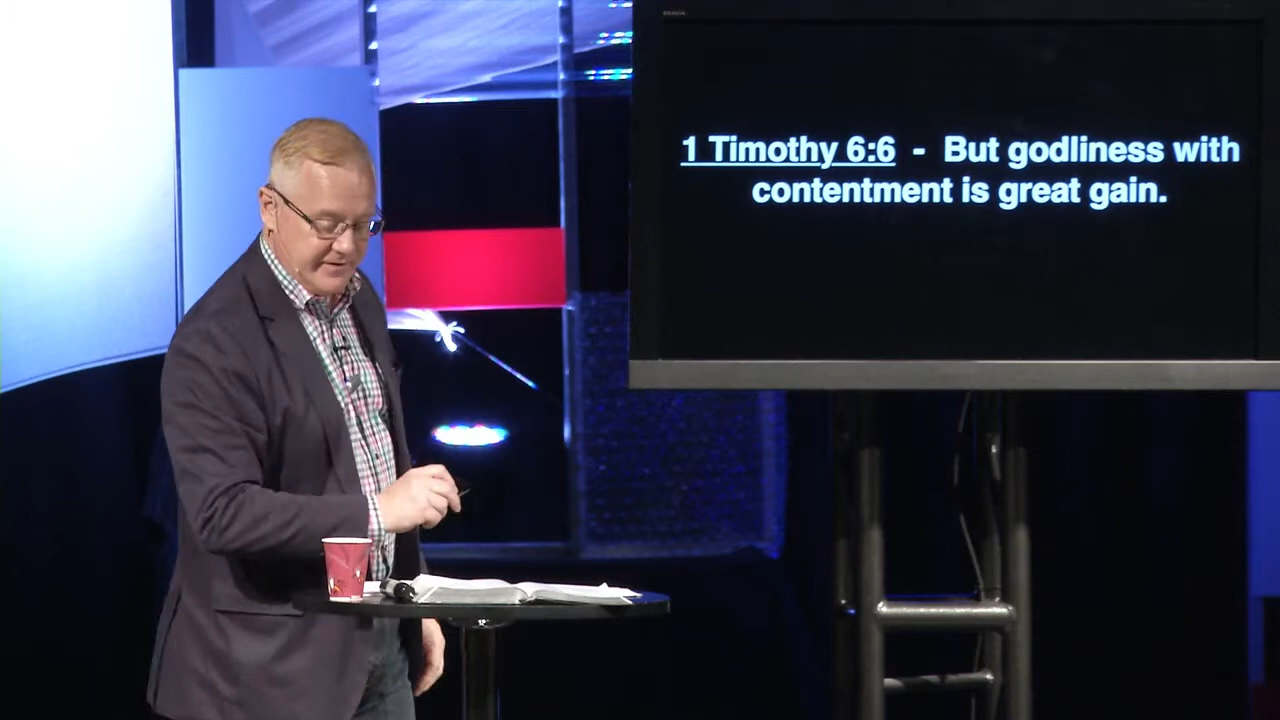 1 Timothy 6:6 - But godliness with
contentment is great gain.